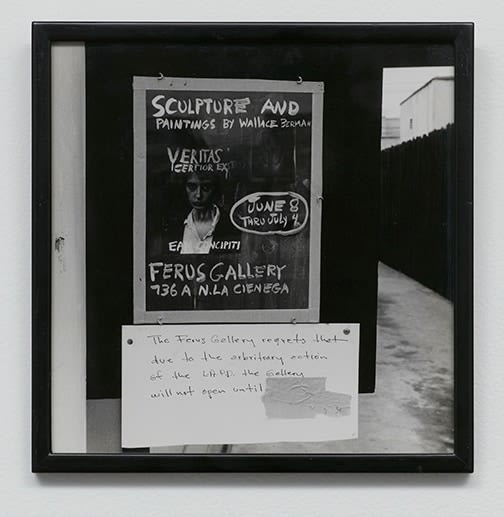 SCULPTURE AND
PAINTINGS BY WALLACE BERMAN
VERITAS
JUNE 8
THRU JULY 4
FERUS GALLERY
736 A N. LA CIENEGA
The Ferus Gallery regrets that
due to the arbitrary action
of the L.A.P.D. the Gallery
will not open until